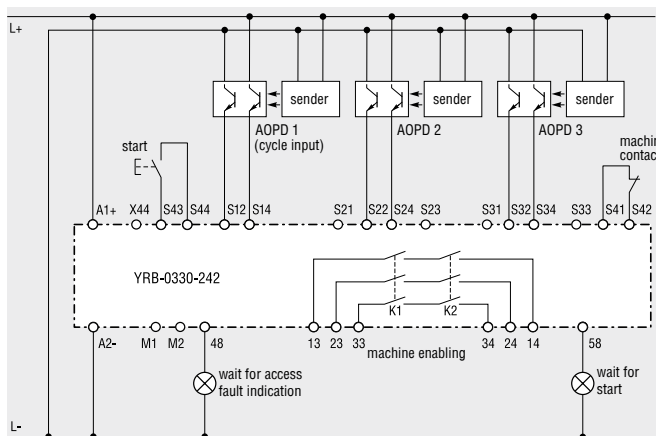 L+
sender
sender
sender
AOPD 1
(cycle input)
AOPD 2
AOPD 3
start
machin
contac
A1+
X44
S43
S44
S12
S14
S21
S22
S24
S23
S31
S32
S34
S33
S41
S42
YRB-0330-242
K1
K2
A2-
M1
M2
48
13
23
33
machine enabling
34
24
14
58
wait for access
fault indication
wait for
start
L-